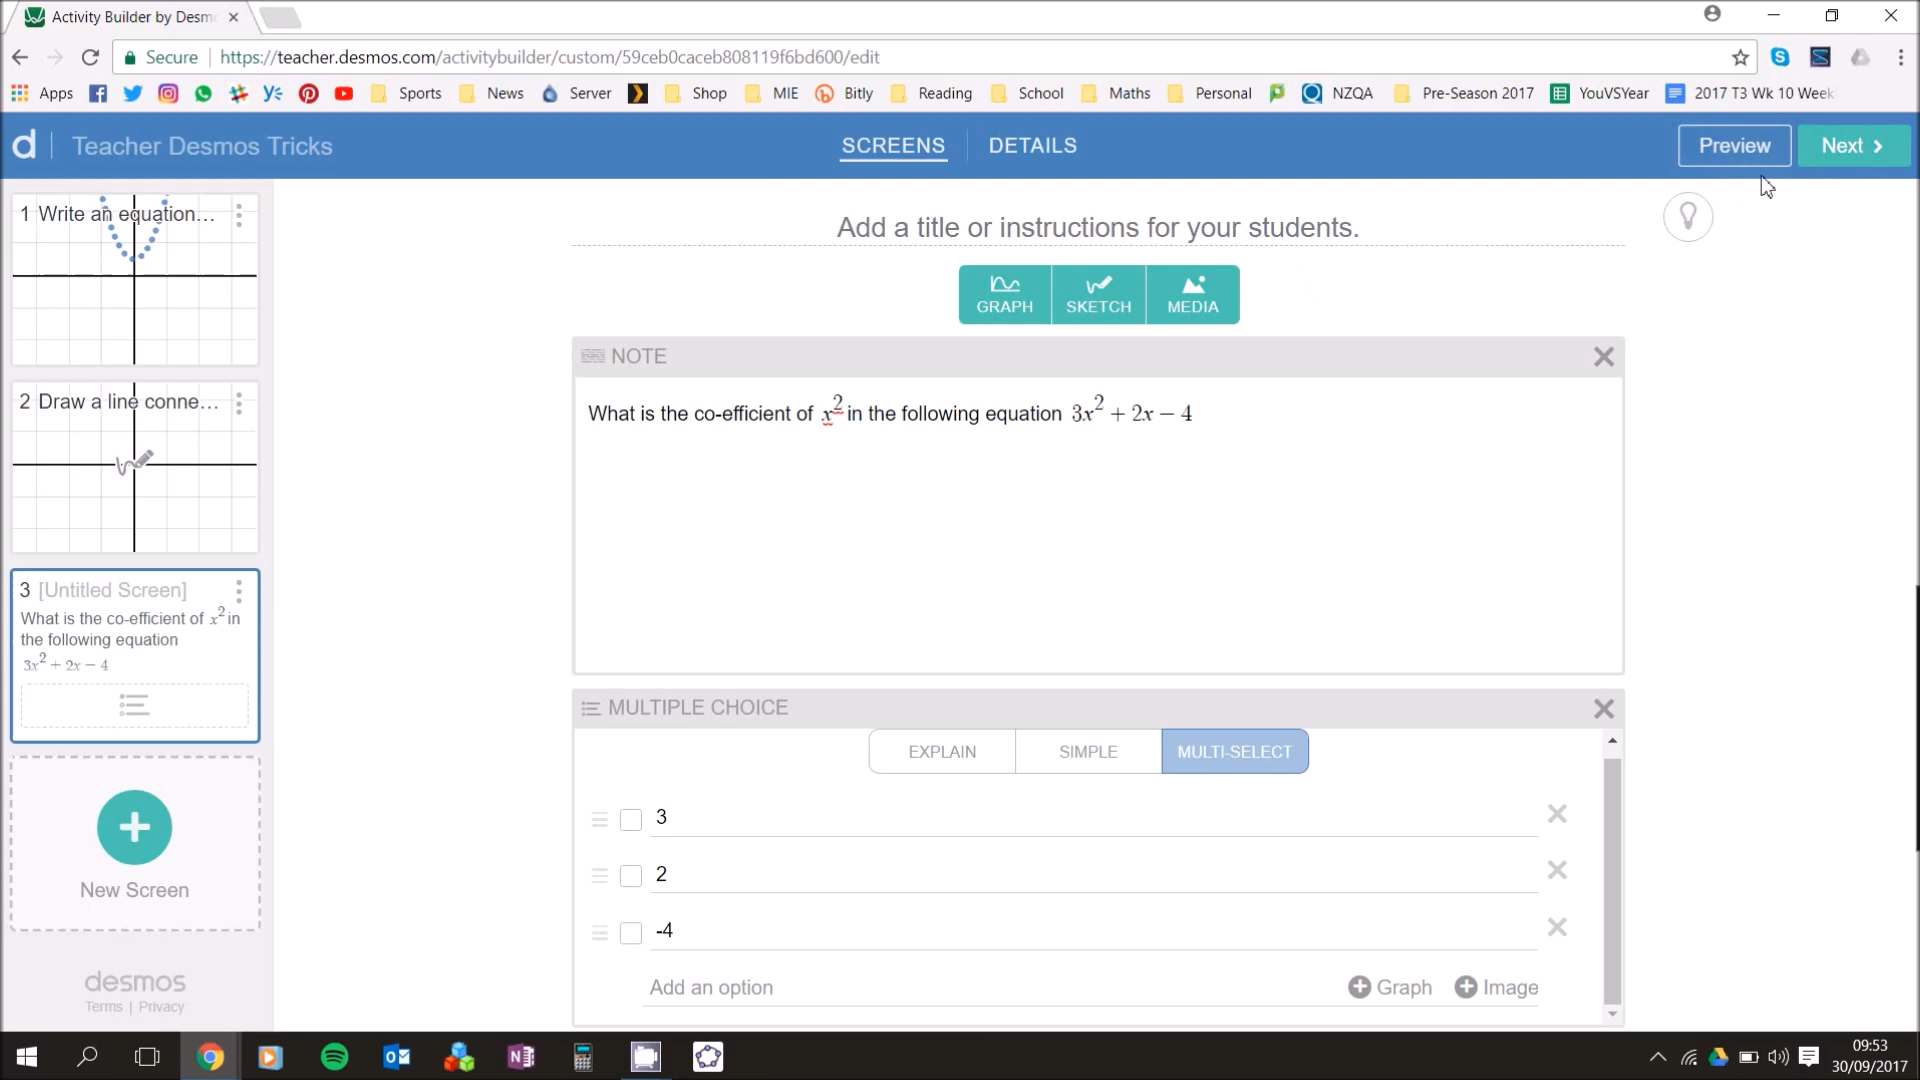 Activity Builder by Desm
Secure https://teacher.desmos.com/activitybuilder/custom/59ceb0caceb808119f6bd600/edit
Apps Sports News Server Shop MIE Bitly Reading School Maths Personal NZQA Pre-Season 2017 YouVSYear 2017 T3 Wk 10 Week
d Teacher Desmos Tricks SCREENS DETAILS Preview Next
1 Write an equation...
2 Draw a line conne...
3 [Untitled Screen]
What is the co-efficient of x² in
the following equation
3x² + 2x − 4
New Screen
desmos
Terms | Privacy
Add a title or instructions for your students.
GRAPH SKETCH MEDIA
NOTE
What is the co-efficient of x² in the following equation 3x² + 2x − 4
MULTIPLE CHOICE
EXPLAIN SIMPLE MULTI-SELECT
3
2
-4
Add an option Graph Image
09:53
30/09/2017